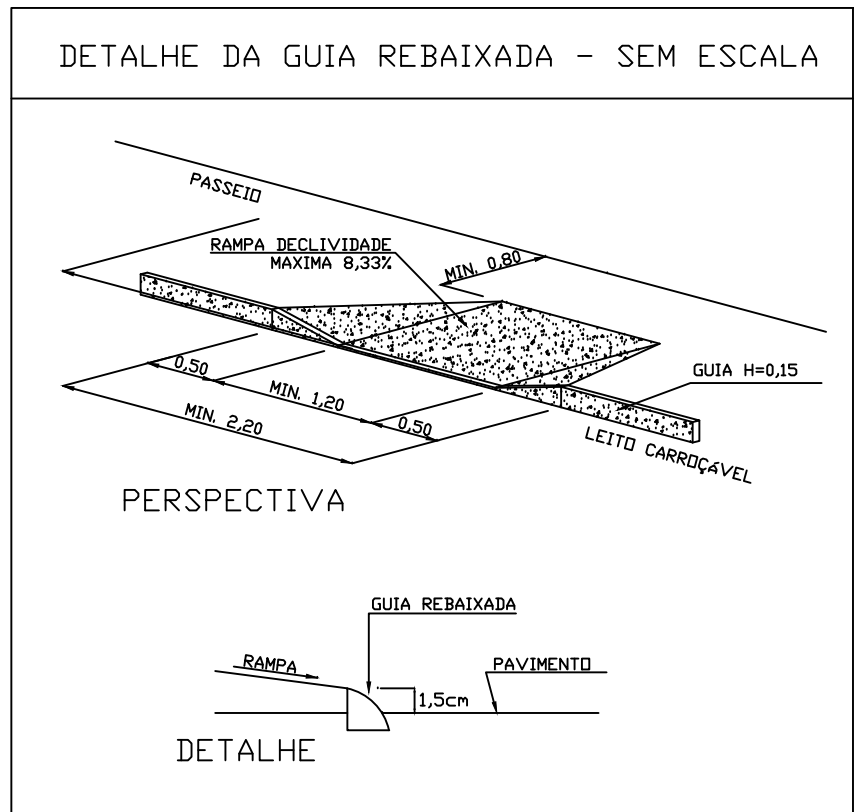 DETALHE DA GUIA REBAIXADA - SEM ESCALA
PASSEIO
RAMPA DECLIVIDADE
MAXIMA 8,33%
MIN. 0,80
0,50
MIN. 1,20
0,50
MIN. 2,20
GUIA H=0,15
LEITO CARROÇáVEL
PERSPECTIVA
GUIA REBAIXADA
RAMPA
PAVIMENTO
1,5cm
DETALHE